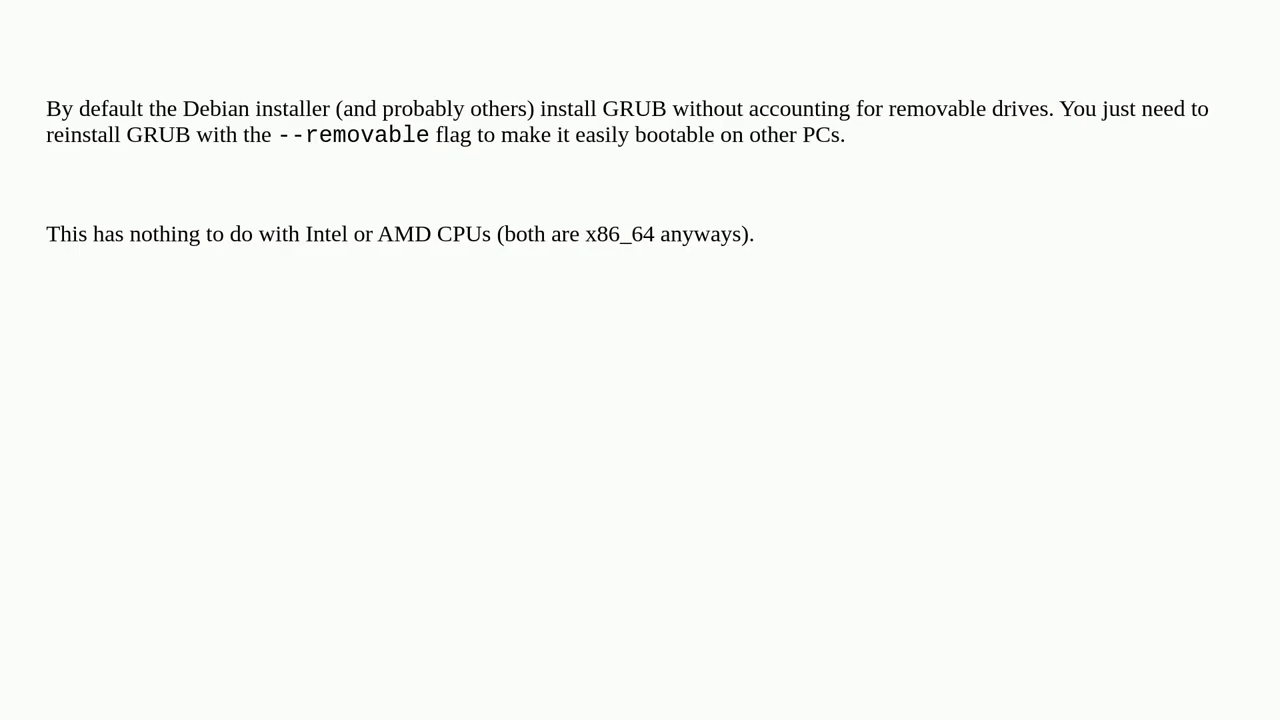 By default the Debian installer (and probably others) install GRUB without accounting for removable drives. You just need to
reinstall GRUB with the --removable flag to make it easily bootable on other PCs.
This has nothing to do with Intel or AMD CPUs (both are x86_64 anyways).